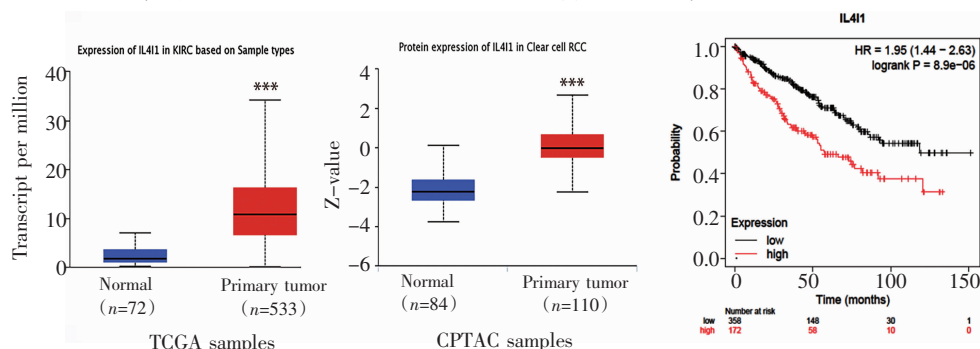 Expression of IL4I1 in KIRC based on Sample types
Transcript per million
40
30
20
10
0
***
Normal
（n=72）
Primary tumor
（n=533）
TCGA samples
Protein expression of IL4I1 in Clear cell RCC
Z-value
4
2
0
−2
−4
−6
***
Normal
（n=84）
Primary tumor
（n=110）
CPTAC samples
IL4I1
HR = 1.95 (1.44 − 2.63)
logrank P = 8.9e−06
Probability
1.0
0.8
0.6
0.4
0.2
0.0
Expression
low
high
0 50 100 150
Time (months)
Number at risk
low 358 148 30 1
high 172 58 10 0